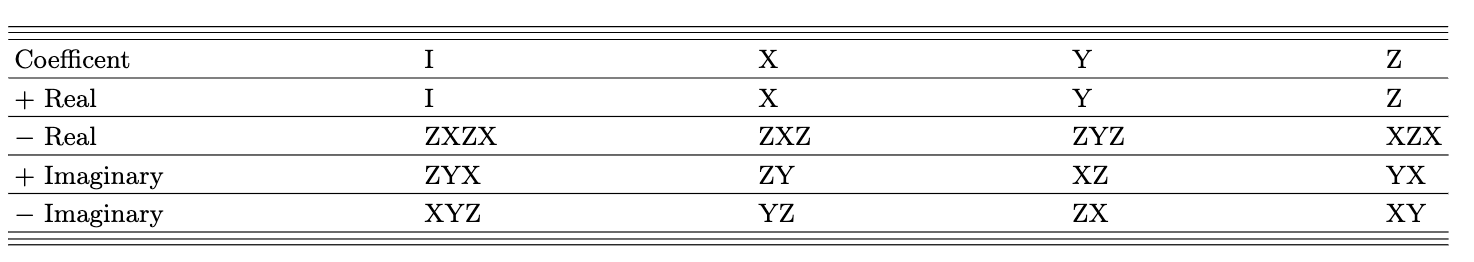 Coefficent I X Y Z
+ Real I X Y Z
− Real ZXZX ZXZ ZYZ XZX
+ Imaginary ZYX ZY XZ YX
− Imaginary XYZ YZ ZX XY